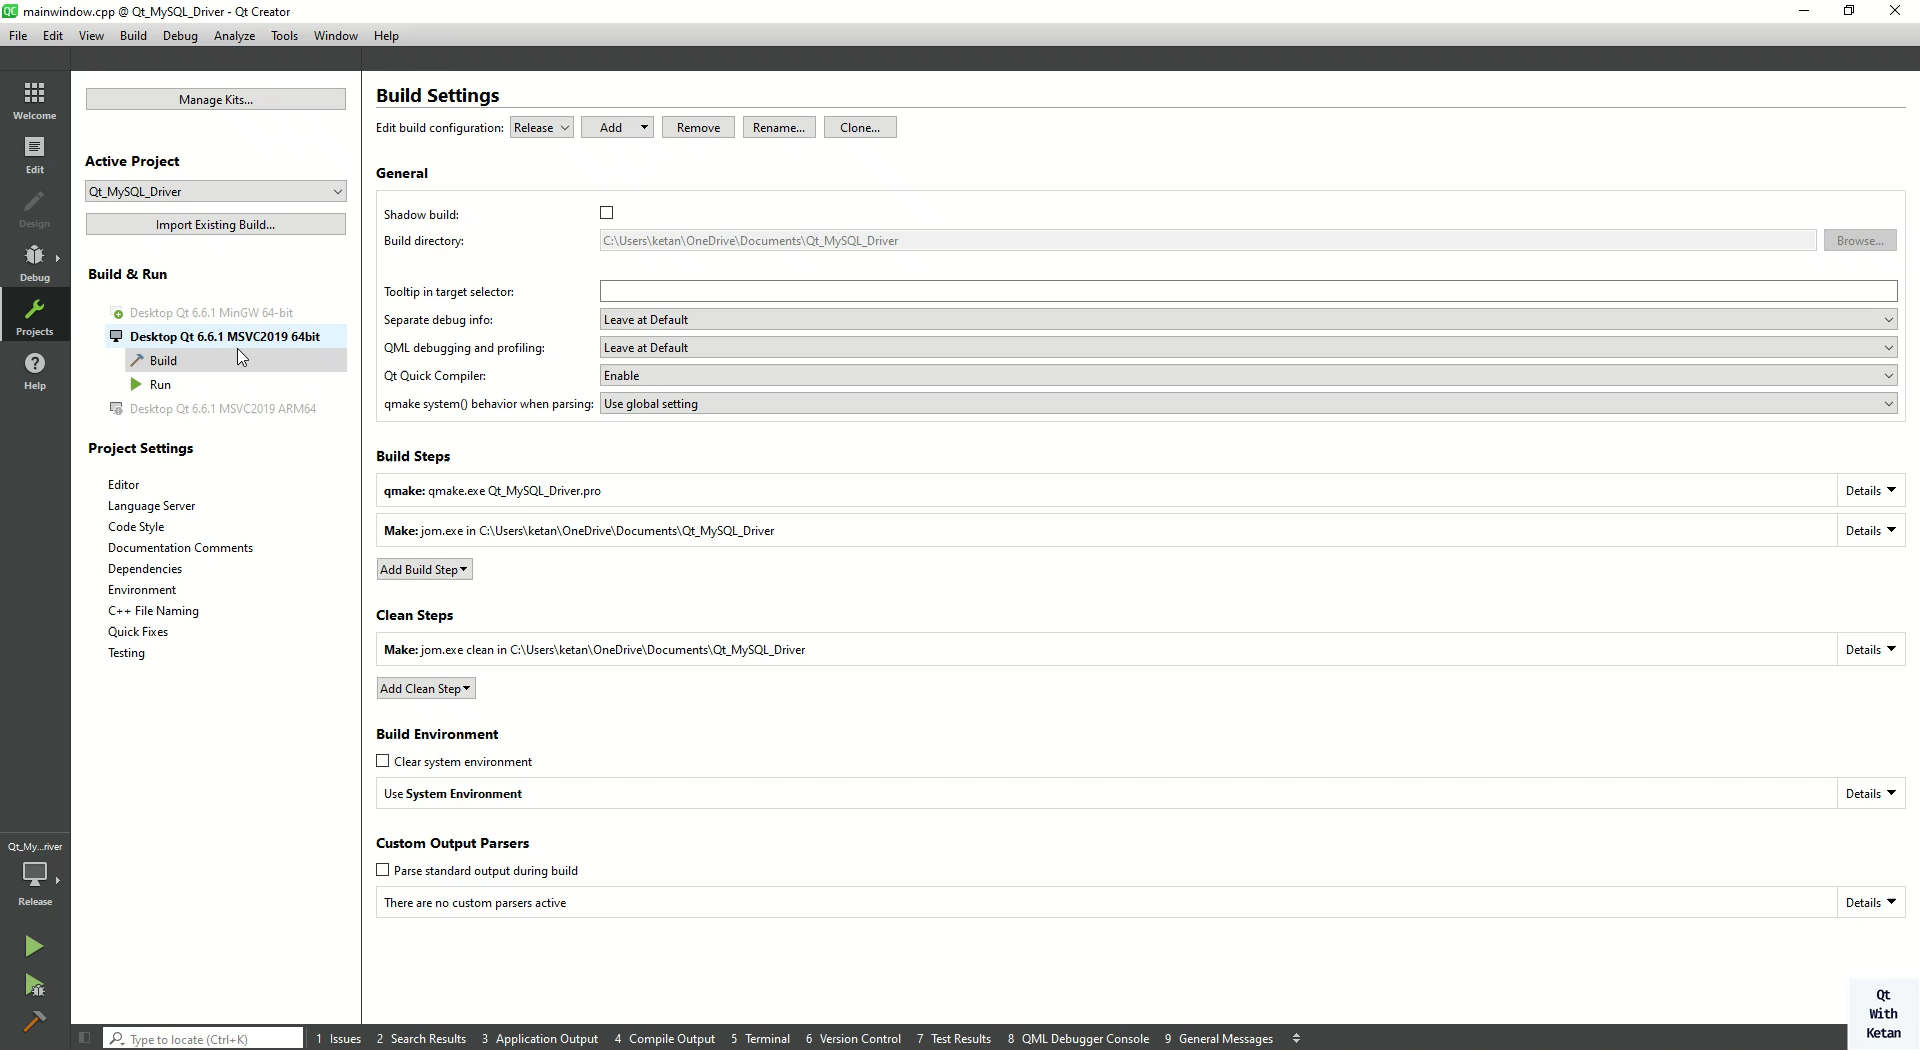 QC mainwindow.cpp @ Qt_MySQL_Driver - Qt Creator
File Edit View Build Debug Analyze Tools Window Help
Welcome
Edit
Design
Debug
Projects
Help
Manage Kits...
Active Project
Qt_MySQL_Driver
Import Existing Build...
Build & Run
Desktop Qt 6.6.1 MinGW 64-bit
Desktop Qt 6.6.1 MSVC2019 64bit
Build
Run
Desktop Qt 6.6.1 MSVC2019 ARM64
Project Settings
Editor
Language Server
Code Style
Documentation Comments
Dependencies
Environment
C++ File Naming
Quick Fixes
Testing
Build Settings
Edit build configuration: Release Add Remove Rename... Clone...
General
Shadow build:
Build directory: C:\Users\ketan\OneDrive\Documents\Qt_MySQL_Driver Browse...
Tooltip in target selector:
Separate debug info: Leave at Default
QML debugging and profiling: Leave at Default
Qt Quick Compiler: Enable
qmake system() behavior when parsing: Use global setting
Build Steps
qmake: qmake.exe Qt_MySQL_Driver.pro Details
Make: jom.exe in C:\Users\ketan\OneDrive\Documents\Qt_MySQL_Driver Details
Add Build Step
Clean Steps
Make: jom.exe clean in C:\Users\ketan\OneDrive\Documents\Qt_MySQL_Driver Details
Add Clean Step
Build Environment
Clear system environment
Use System Environment Details
Custom Output Parsers
Parse standard output during build
There are no custom parsers active Details
Qt_My...river
Release
Type to locate (Ctrl+K) 1 Issues 2 Search Results 3 Application Output 4 Compile Output 5 Terminal 6 Version Control 7 Test Results 8 QML Debugger Console 9 General Messages
Qt
With
Ketan